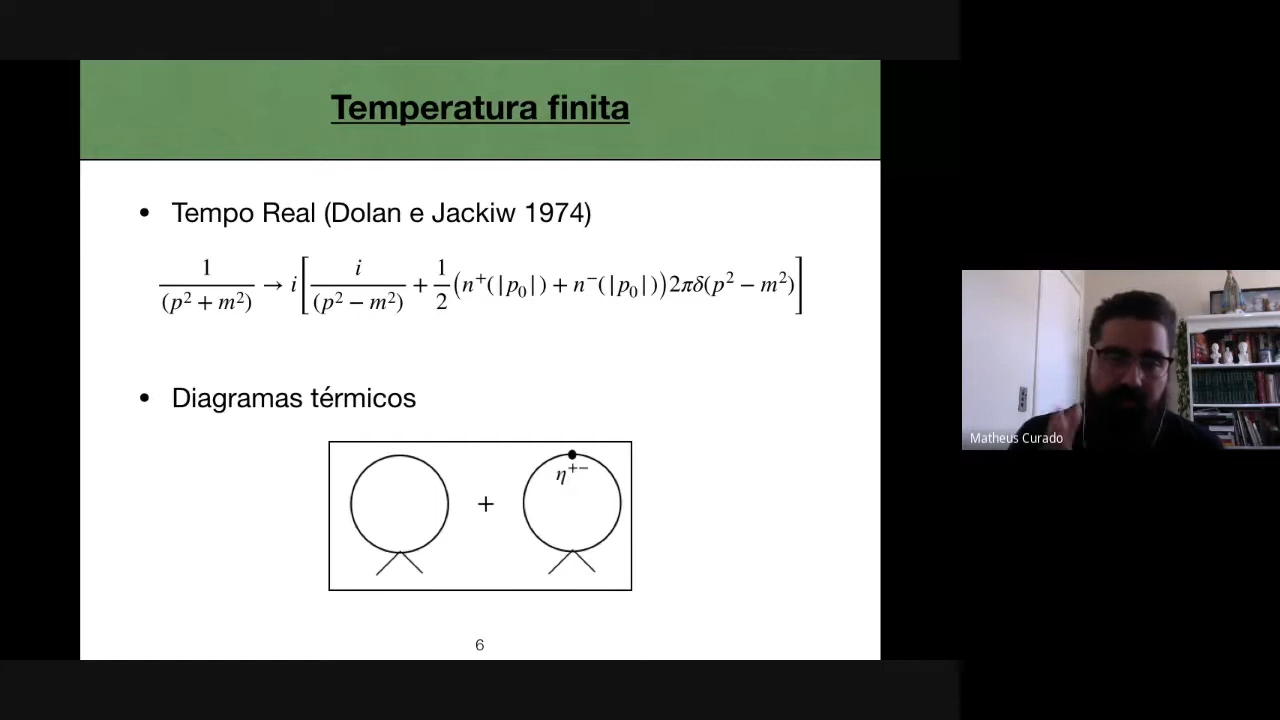 Temperatura finita
• Tempo Real (Dolan e Jackiw 1974)
1/(p² + m²) → i[i/(p² − m²) + 1/2(n⁺(|p₀|) + n⁻(|p₀|))2πδ(p² − m²)]
• Diagramas térmicos
+
η⁺⁻
6
Matheus Curado